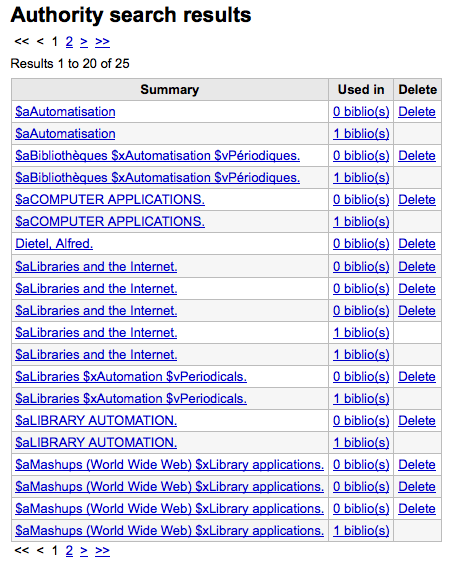 Authority search results
<< < 1 2 > >>
Results 1 to 20 of 25
Summary Used in Delete
$aAutomatisation 0 biblio(s) Delete
$aAutomatisation 1 biblio(s)
$aBibliothèques $xAutomatisation $vPériodiques. 0 biblio(s) Delete
$aBibliothèques $xAutomatisation $vPériodiques. 1 biblio(s)
$aCOMPUTER APPLICATIONS. 0 biblio(s) Delete
$aCOMPUTER APPLICATIONS. 1 biblio(s)
Dietel, Alfred. 0 biblio(s) Delete
$aLibraries and the Internet. 0 biblio(s) Delete
$aLibraries and the Internet. 0 biblio(s) Delete
$aLibraries and the Internet. 0 biblio(s) Delete
$aLibraries and the Internet. 1 biblio(s)
$aLibraries and the Internet. 1 biblio(s)
$aLibraries $xAutomation $vPeriodicals. 0 biblio(s) Delete
$aLibraries $xAutomation $vPeriodicals. 1 biblio(s)
$aLIBRARY AUTOMATION. 0 biblio(s) Delete
$aLIBRARY AUTOMATION. 1 biblio(s)
$aMashups (World Wide Web) $xLibrary applications. 0 biblio(s) Delete
$aMashups (World Wide Web) $xLibrary applications. 0 biblio(s) Delete
$aMashups (World Wide Web) $xLibrary applications. 0 biblio(s) Delete
$aMashups (World Wide Web) $xLibrary applications. 1 biblio(s)
<< < 1 2 > >>